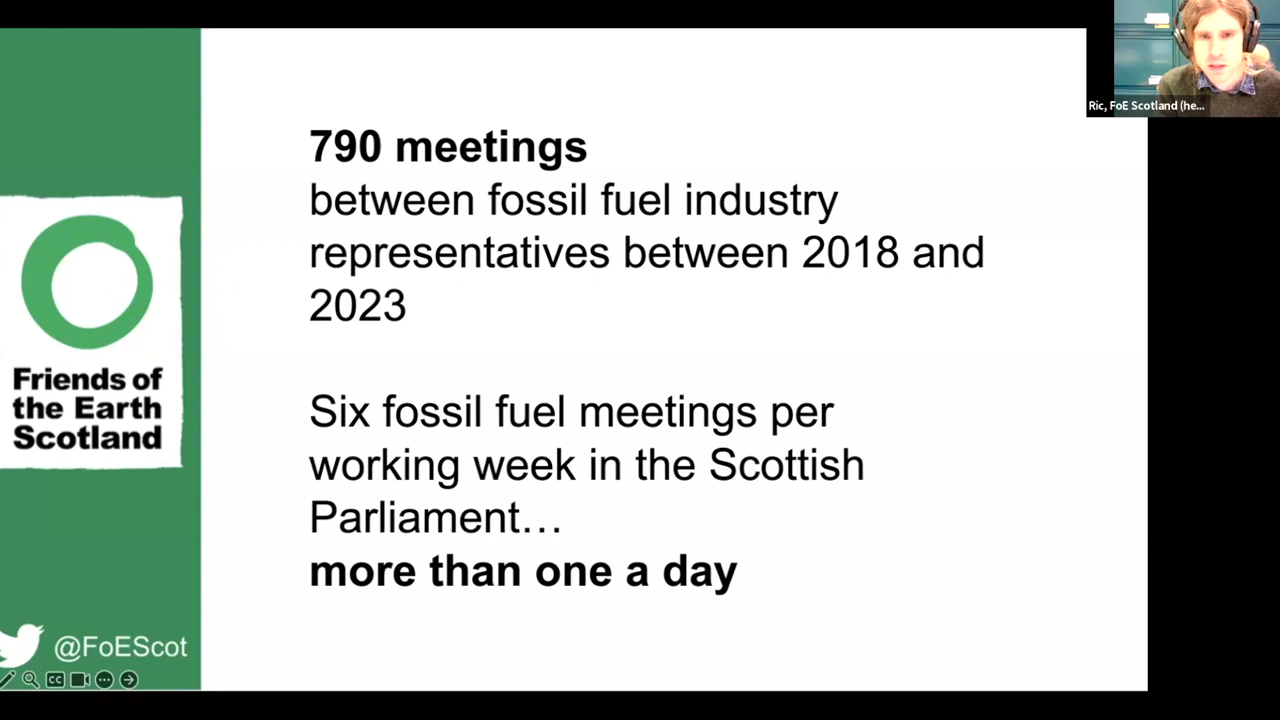 790 meetings
between fossil fuel industry
representatives between 2018 and
2023
Six fossil fuel meetings per
working week in the Scottish
Parliament…
more than one a day
Friends of
the Earth
Scotland
@FoEScot
CC
Ric, FoE Scotland (he...